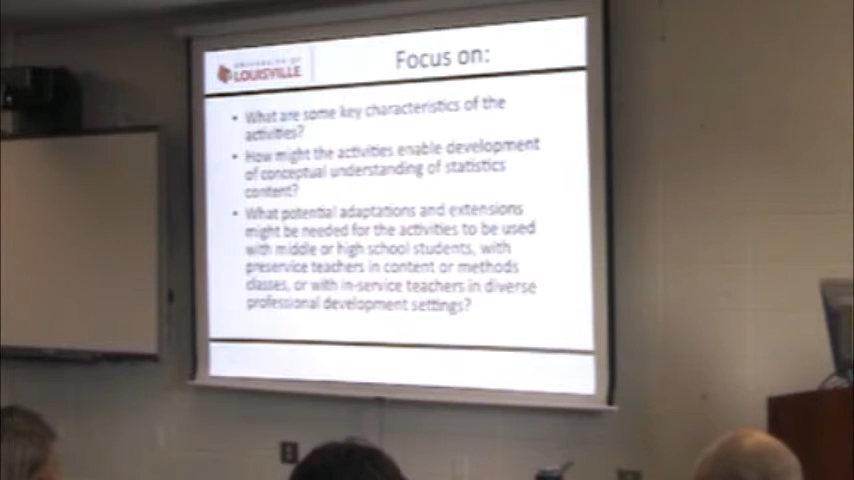 UNIVERSITY OF
LOUISVILLE
Focus on:
• What are some key characteristics of the
activities?
• How might the activities enable development
of conceptual understanding of statistics
content?
• What potential adaptations and extensions
might be needed for the activities to be used
with middle or high school students, with
preservice teachers in content or methods
classes, or with in-service teachers in diverse
professional development settings?